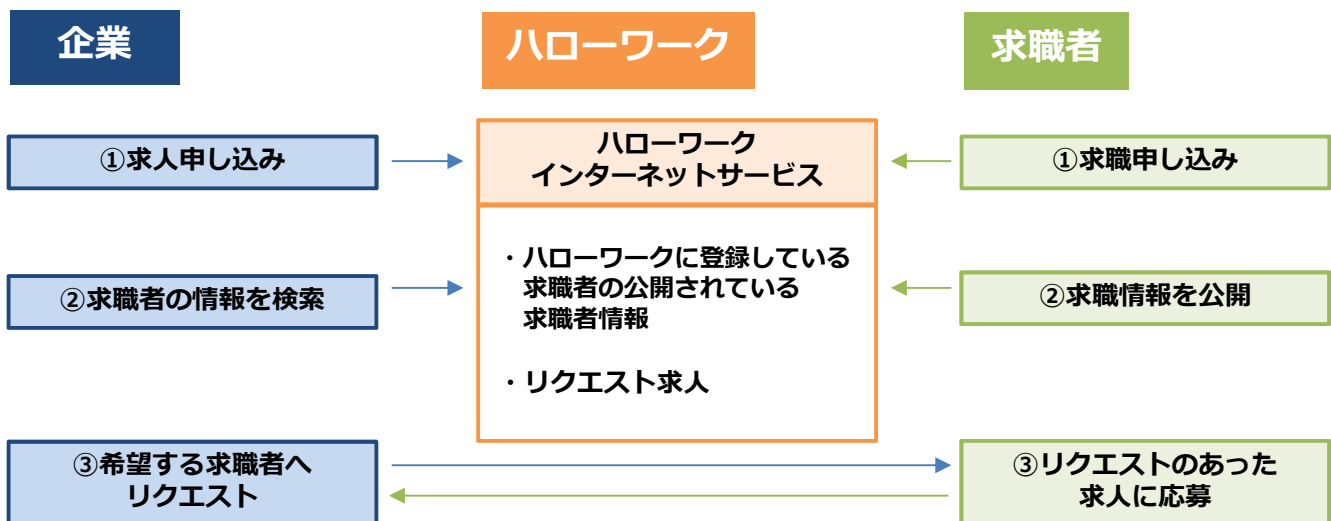 企業
ハローワーク
求職者
①求人申し込み
ハローワーク
インターネットサービス
①求職申し込み
②求職者の情報を検索
・ハローワークに登録している
求職者の公開されている
求職者情報
・リクエスト求人
②求職情報を公開
③希望する求職者へ
リクエスト
③リクエストのあった
求人に応募